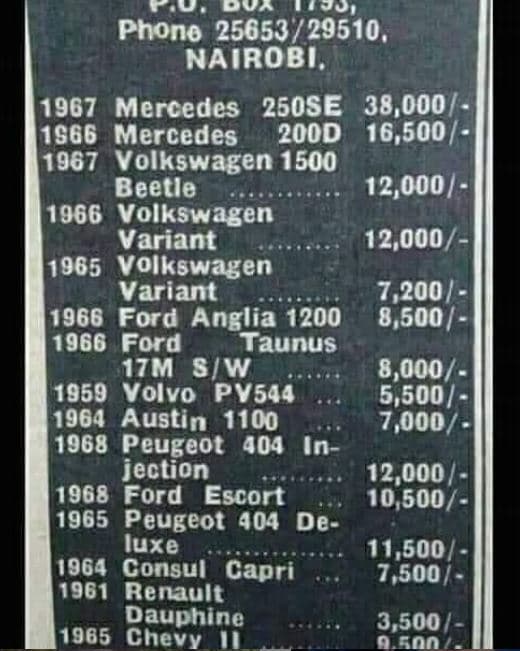 P.O. BOX 1793,
Phone 25653/29510,
NAIROBI.
1967 Mercedes 250SE 38,000/-
1966 Mercedes 200D 16,500/-
1967 Volkswagen 1500
Beetle ........... 12,000/-
1966 Volkswagen
Variant ......... 12,000/-
1965 Volkswagen
Variant ......... 7,200/-
1966 Ford Anglia 1200 8,500/-
1966 Ford Taunus
17M S/W ...... 8,000/-
1959 Volvo PV544 ... 5,500/-
1964 Austin 1100 ... 7,000/-
1968 Peugeot 404 In-
jection ......... 12,000/-
1968 Ford Escort ... 10,500/-
1965 Peugeot 404 De-
luxe .............. 11,500/-
1964 Consul Capri ... 7,500/-
1961 Renault
Dauphine ...... 3,500/-
1965 Chevy II ... 9,500/-